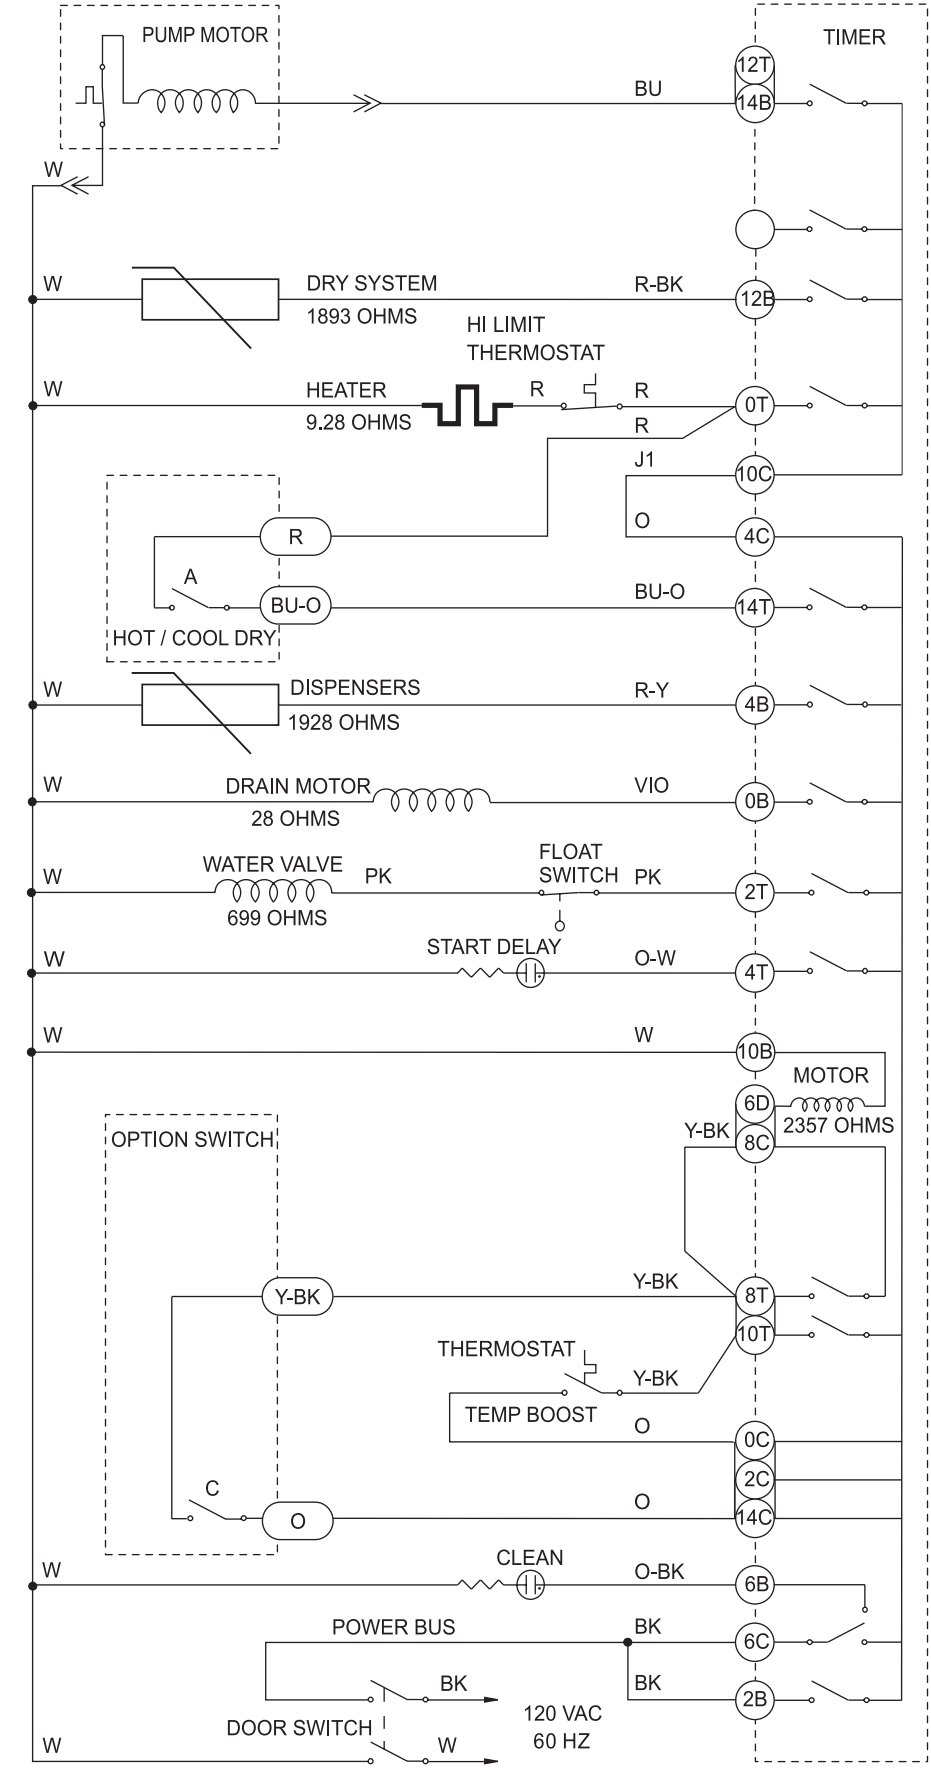 PUMP MOTOR
TIMER
12T
BU
14B
W
W
DRY SYSTEM
R-BK
12B
1893 OHMS
HI LIMIT
THERMOSTAT
W
HEATER
R
R
0T
9.28 OHMS
R
J1
10C
O
4C
R
A
BU-O
BU-O
14T
HOT / COOL DRY
W
DISPENSERS
R-Y
4B
1928 OHMS
W
DRAIN MOTOR
VIO
0B
28 OHMS
FLOAT
SWITCH
W
WATER VALVE
PK
PK
2T
699 OHMS
START DELAY
W
O-W
4T
W
W
10B
MOTOR
6D
2357 OHMS
Y-BK
8C
OPTION SWITCH
Y-BK
Y-BK
8T
10T
THERMOSTAT
Y-BK
TEMP BOOST
O
0C
2C
C
O
O
14C
CLEAN
W
O-BK
6B
POWER BUS
BK
6C
BK
BK
2B
120 VAC
60 HZ
DOOR SWITCH
W
W